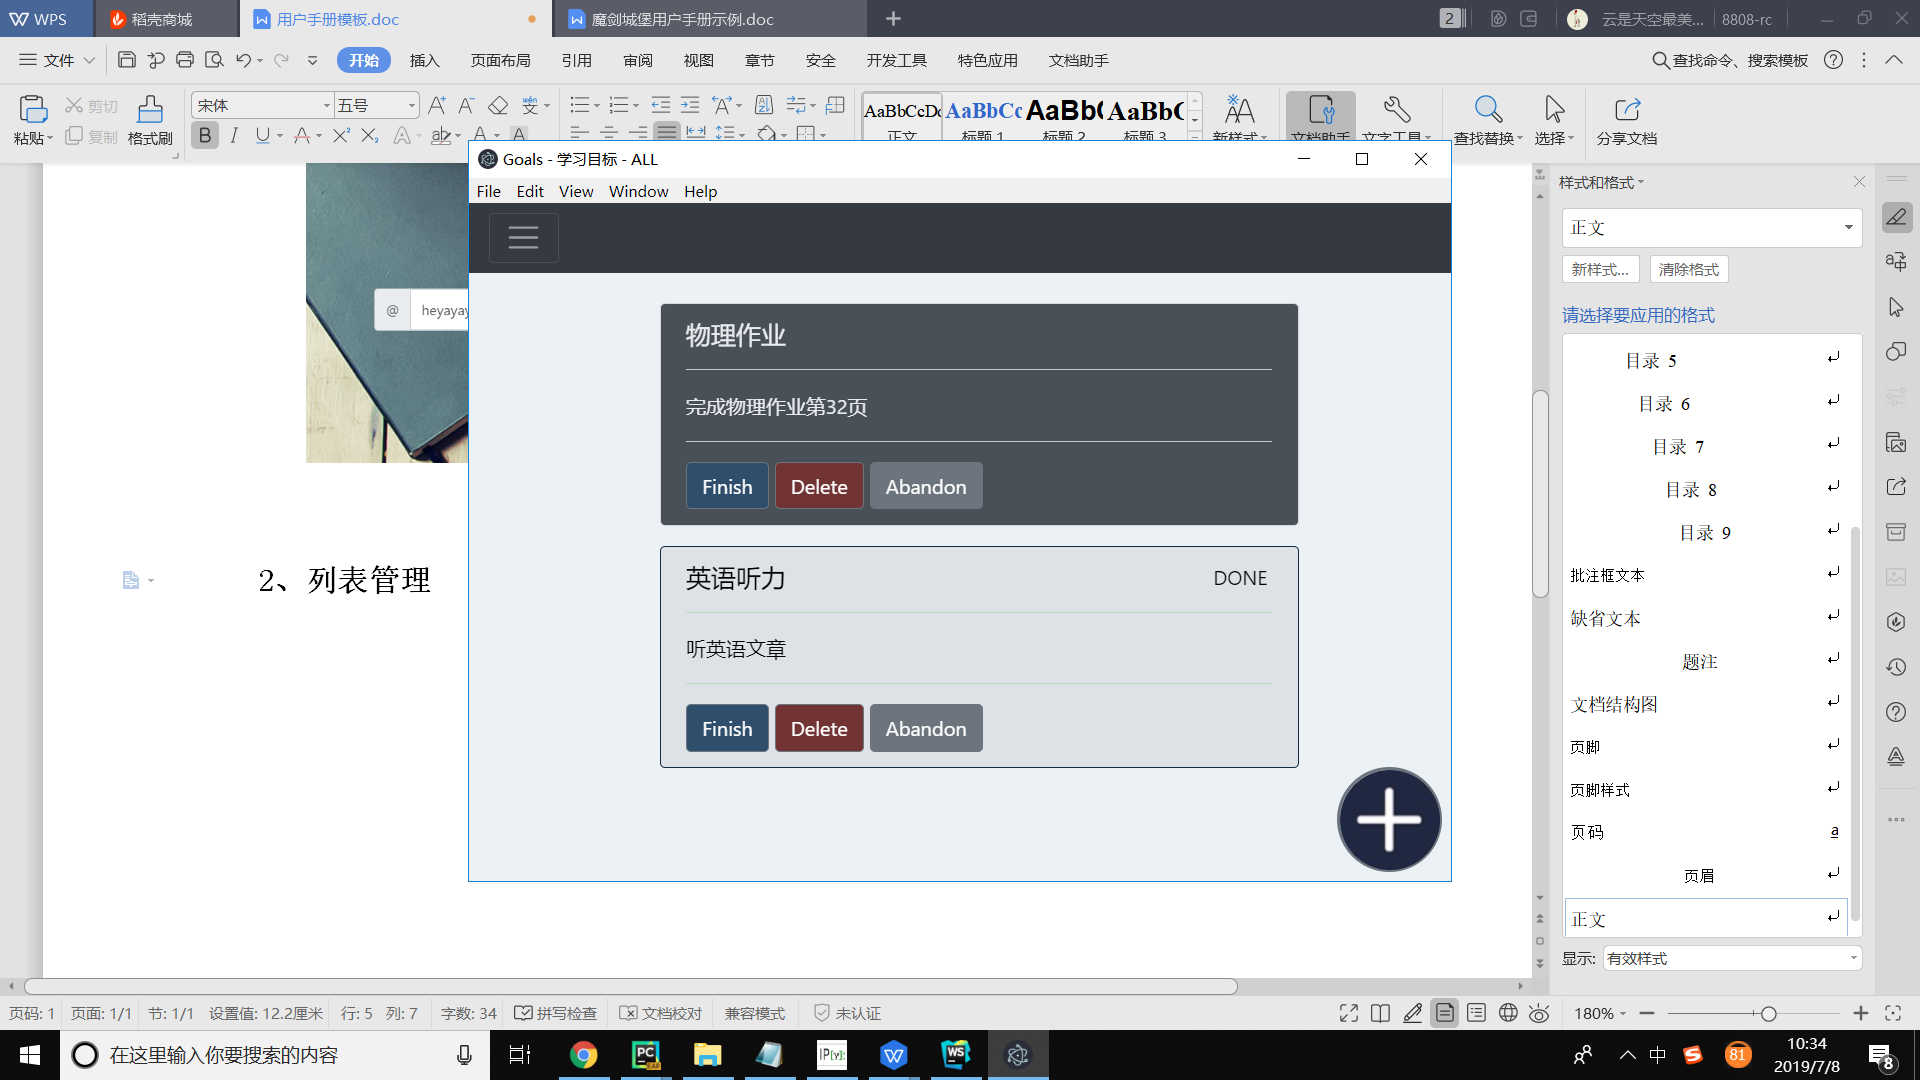 WPS 稻壳商城 用户手册模板.doc 魔剑城堡用户手册示例.doc 2 云是天空最美... 8808-rc
文件 开始 插入 页面布局 引用 审阅 视图 章节 安全 开发工具 特色应用 文档助手 查找命令、搜索模板
粘贴 剪切 复制 格式刷 宋体 五号 AaBbCcDd 正文 AaBbCc 标题 1 AaBb 标题 2 AaBbC 标题 3 新样式 文档助手 文字工具 查找替换 选择 分享文档
Goals - 学习目标 - ALL
File Edit View Window Help
@ heyayay
物理作业
完成物理作业第32页
Finish Delete Abandon
2、列表管理
英语听力 DONE
听英语文章
Finish Delete Abandon
样式和格式
正文
新样式... 清除格式
请选择要应用的格式
目录 5
目录 6
目录 7
目录 8
目录 9
批注框文本
缺省文本
题注
文档结构图
页脚
页脚样式
页码 a
页眉
正文
显示: 有效样式
页码: 1 页面: 1/1 节: 1/1 设置值: 12.2厘米 行: 5 列: 7 字数: 34 拼写检查 文档校对 兼容模式 未认证 180%
在这里输入你要搜索的内容 中 81 10:34
2019/7/8 8